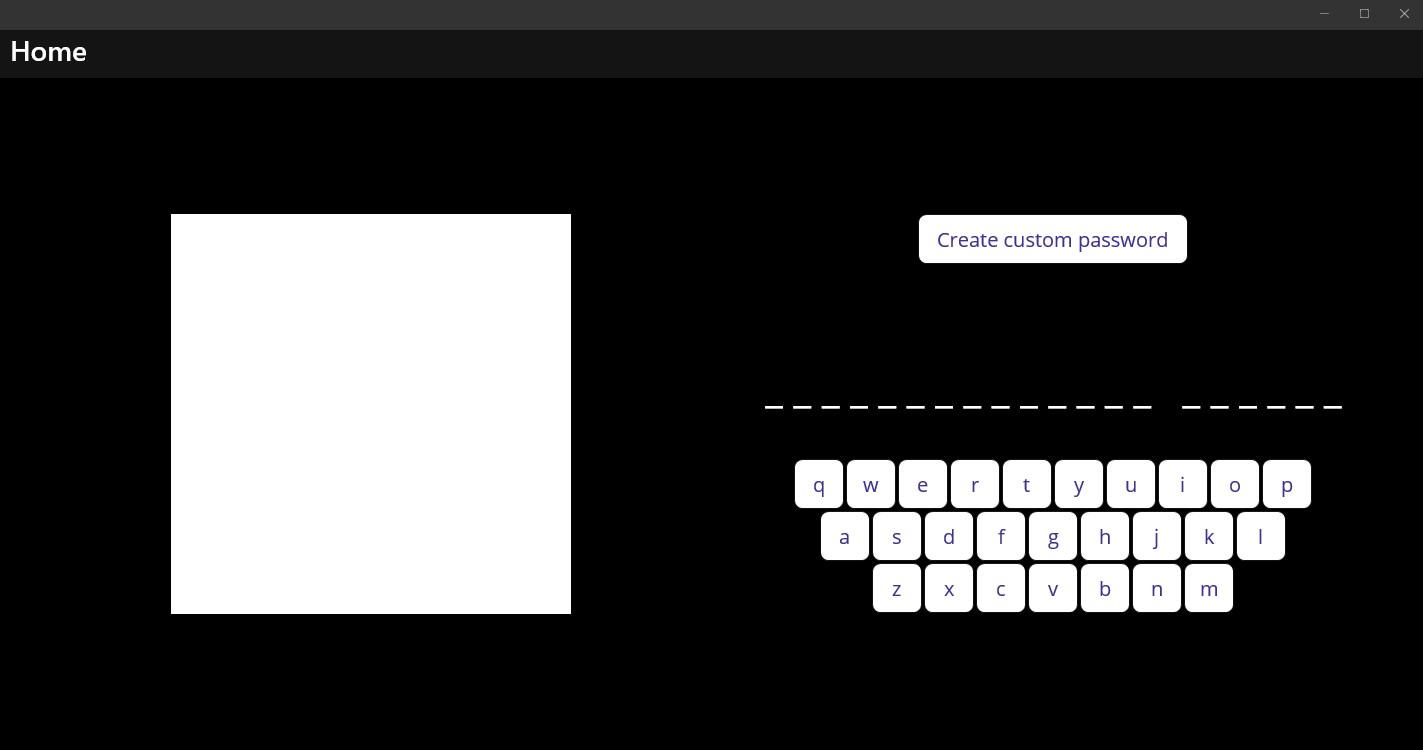 Home
Create custom password
_ _ _ _ _ _ _ _ _ _ _ _ _ _  _ _ _ _ _ _
q w e r t y u i o p
a s d f g h j k l
z x c v b n m